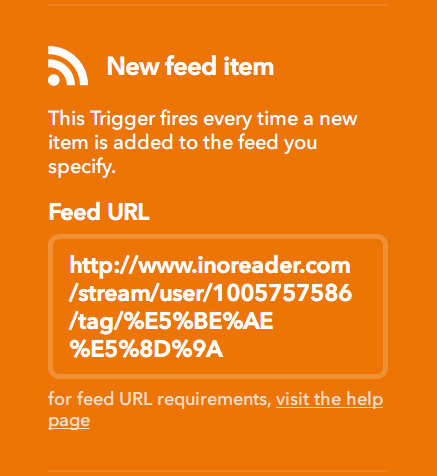 New feed item
This Trigger fires every time a new
item is added to the feed you
specify.
Feed URL
http://www.inoreader.com
/stream/user/1005757586
/tag/%E5%BE%AE
%E5%8D%9A
for feed URL requirements, visit the help
page